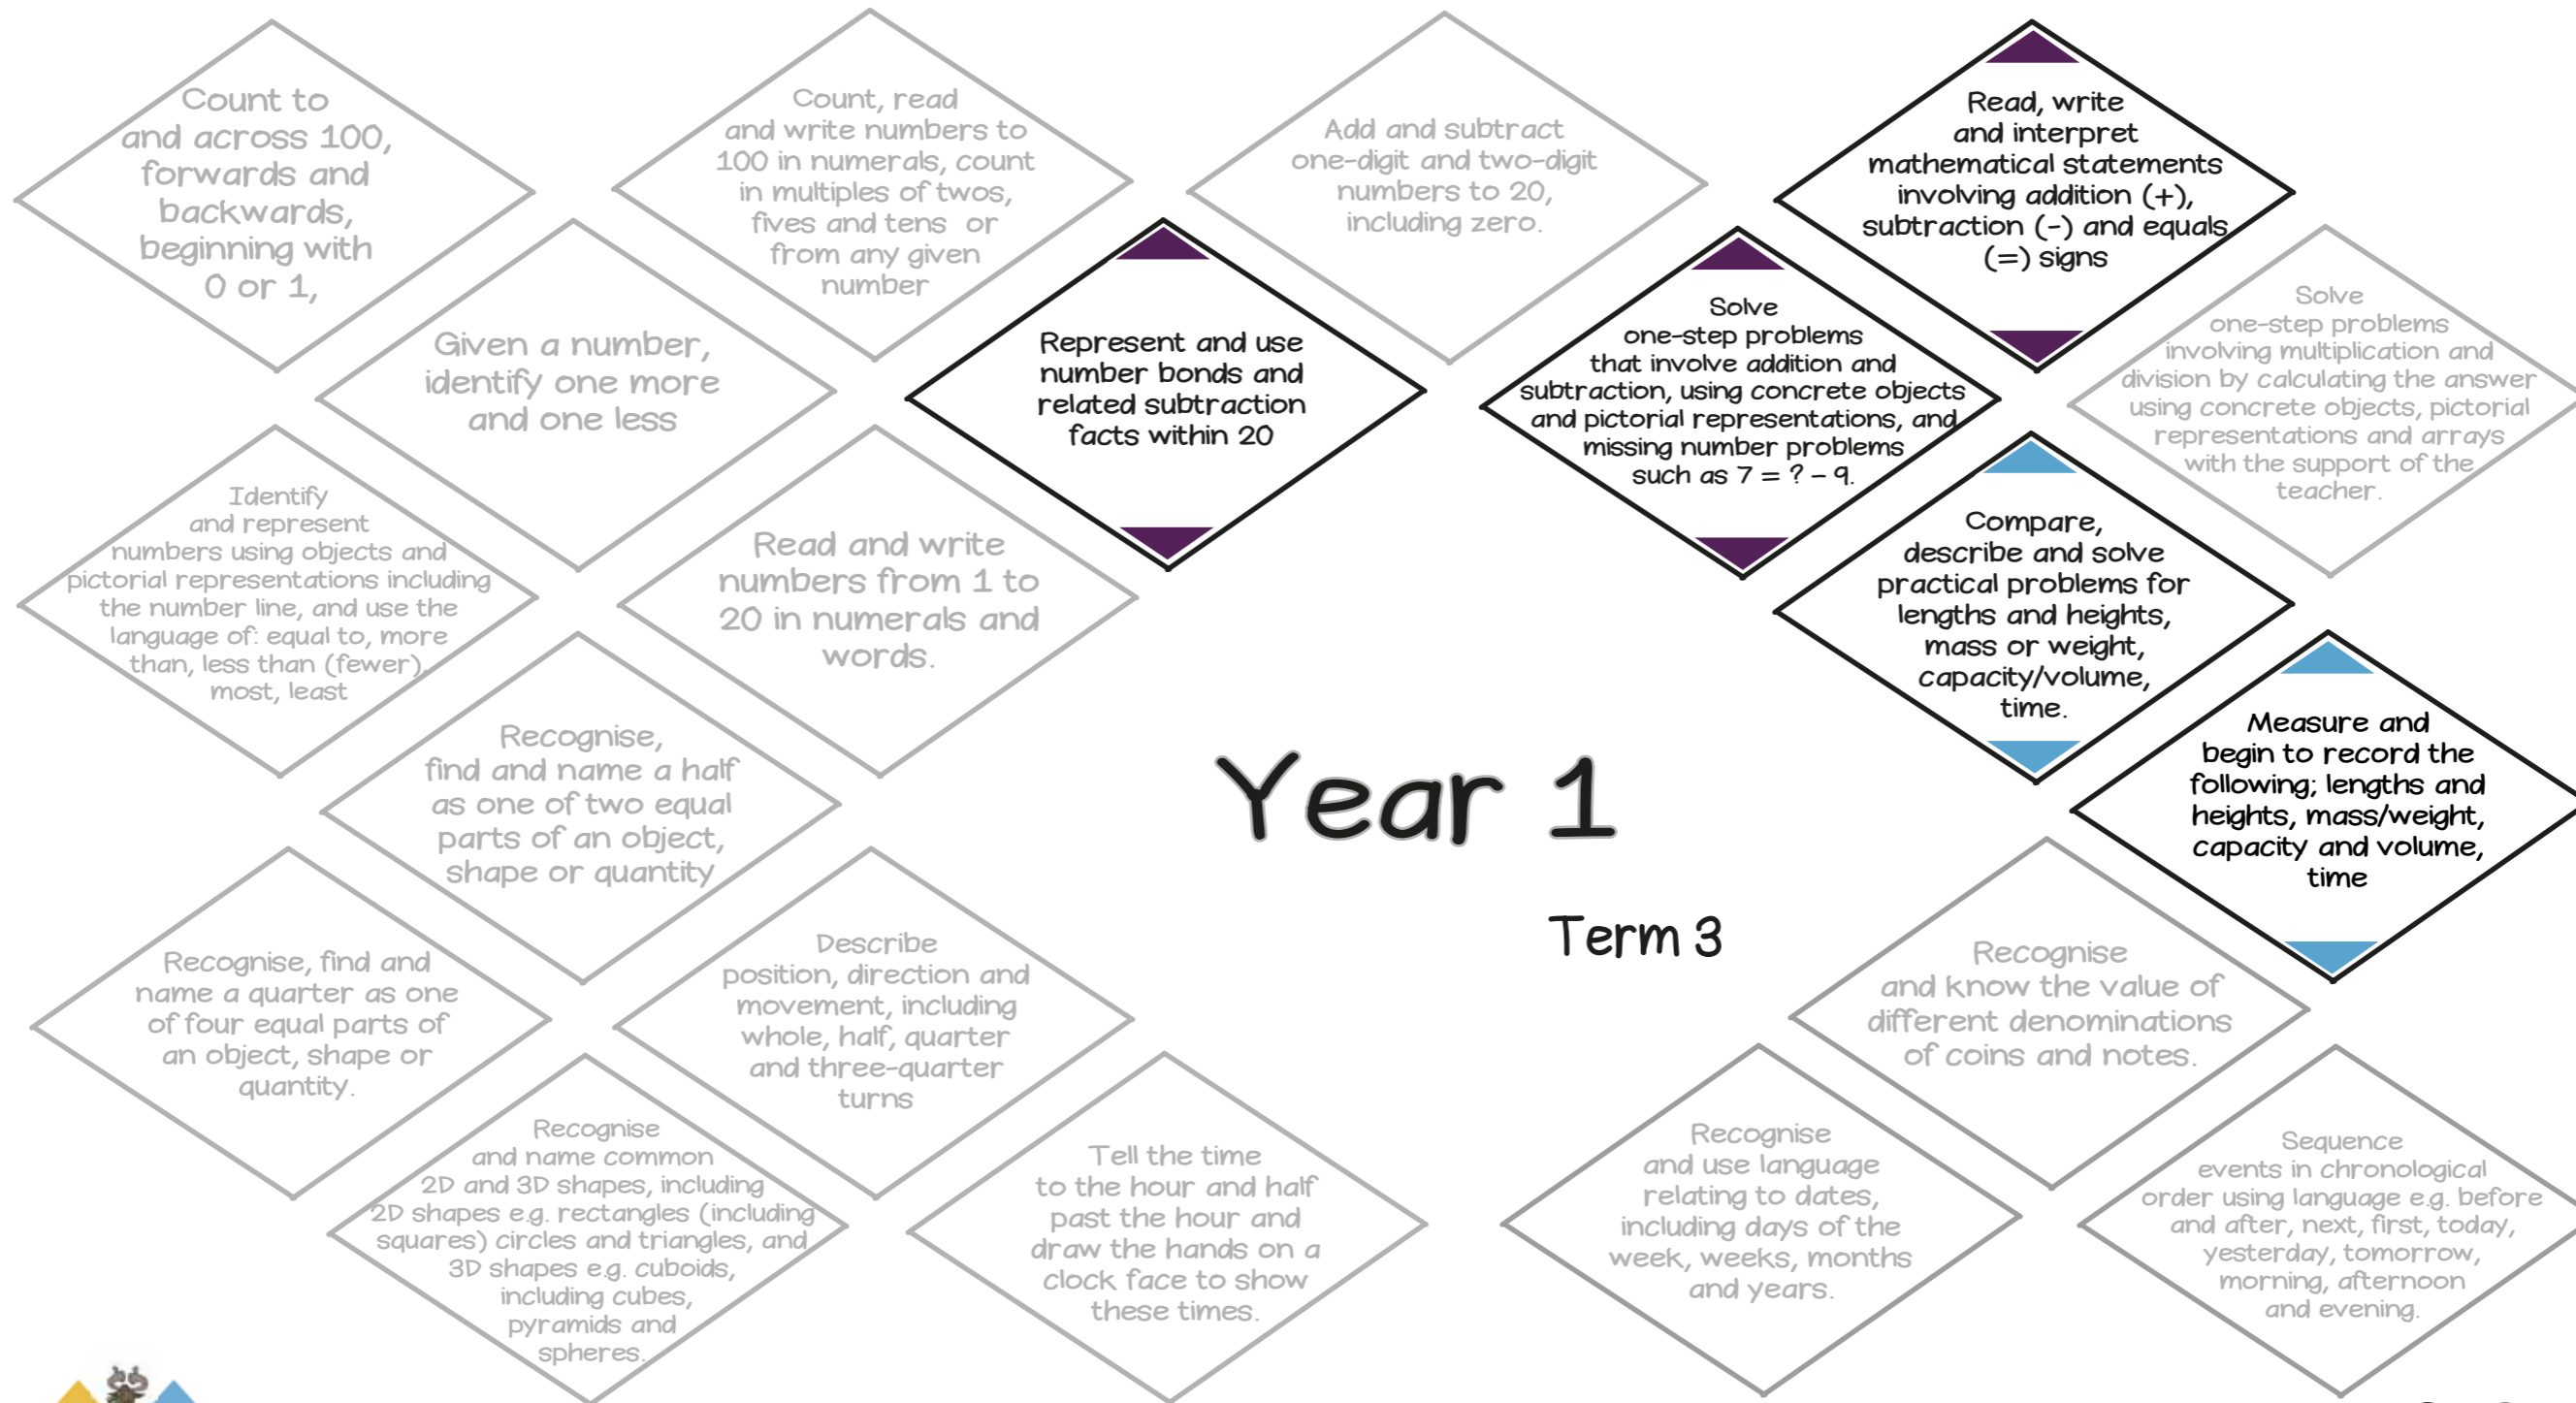 Count to
and across 100,
forwards and
backwards,
beginning with
0 or 1,
Count, read
and write numbers to
100 in numerals, count
in multiples of twos,
fives and tens or
from any given
number
Add and subtract
one-digit and two-digit
numbers to 20,
including zero.
Read, write
and interpret
mathematical statements
involving addition (+),
subtraction (-) and equals
(=) signs
Given a number,
identify one more
and one less
Represent and use
number bonds and
related subtraction
facts within 20
Solve
one-step problems
that involve addition and
subtraction, using concrete objects
and pictorial representations, and
missing number problems
such as 7 = ? – 9.
Solve
one-step problems
involving multiplication and
division by calculating the answer
using concrete objects, pictorial
representations and arrays
with the support of the
teacher.
Identify
and represent
numbers using objects and
pictorial representations including
the number line, and use the
language of: equal to, more
than, less than (fewer),
most, least
Read and write
numbers from 1 to
20 in numerals and
words.
Compare,
describe and solve
practical problems for
lengths and heights,
mass or weight,
capacity/volume,
time.
Recognise,
find and name a half
as one of two equal
parts of an object,
shape or quantity
Year 1
Term 3
Measure and
begin to record the
following; lengths and
heights, mass/weight,
capacity and volume,
time
Recognise, find and
name a quarter as one
of four equal parts of
an object, shape or
quantity.
Describe
position, direction and
movement, including
whole, half, quarter
and three-quarter
turns
Recognise
and know the value of
different denominations
of coins and notes.
Recognise
and name common
2D and 3D shapes, including
2D shapes e.g. rectangles (including
squares) circles and triangles, and
3D shapes e.g. cuboids,
including cubes,
pyramids and
spheres.
Tell the time
to the hour and half
past the hour and
draw the hands on a
clock face to show
these times.
Recognise
and use language
relating to dates,
including days of the
week, weeks, months
and years.
Sequence
events in chronological
order using language e.g. before
and after, next, first, today,
yesterday, tomorrow,
morning, afternoon
and evening.